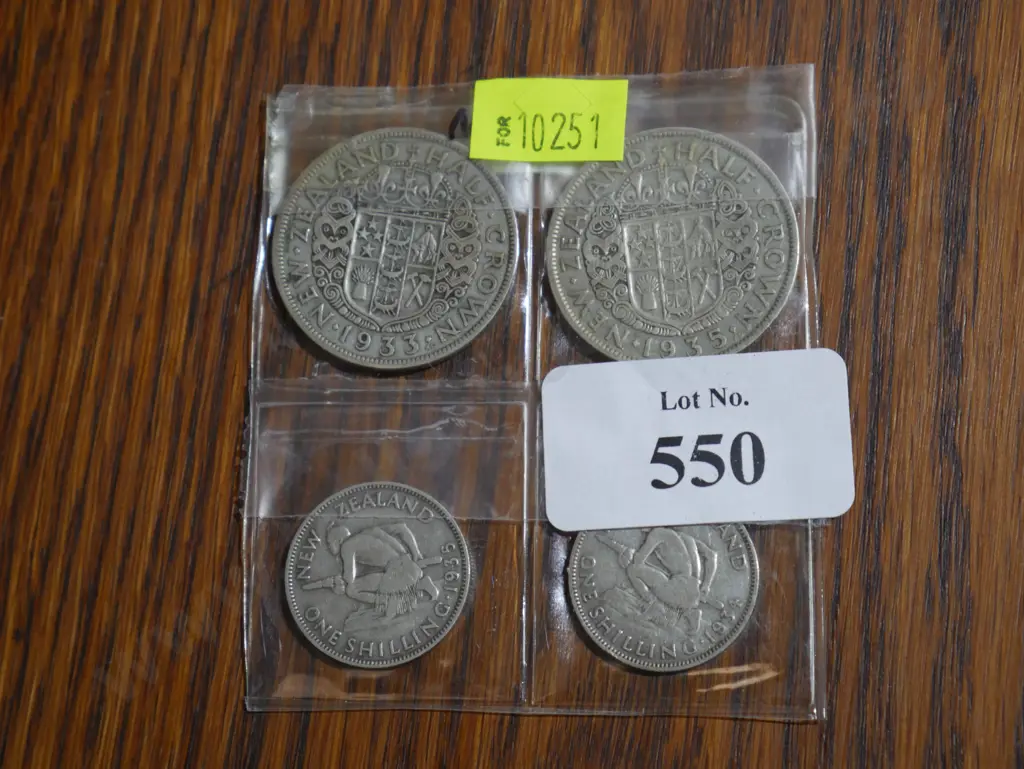 FOR 10251
NEW · ZEALAND + HALF · CROWN · 1933 ·
NEW · ZEALAND + HALF · CROWN · 1935 ·
Lot No.
550
NEW ZEALAND
ONE SHILLING · 1935
ONE SHILLING